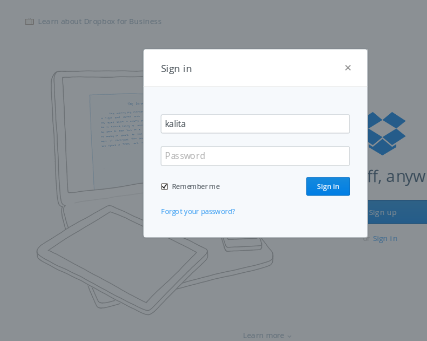 Learn about Dropbox for Business
Sign in
×
kalita
Password
Remember me
Sign in
Forgot your password?
ff, anyw
Sign up
Sign in
Learn more